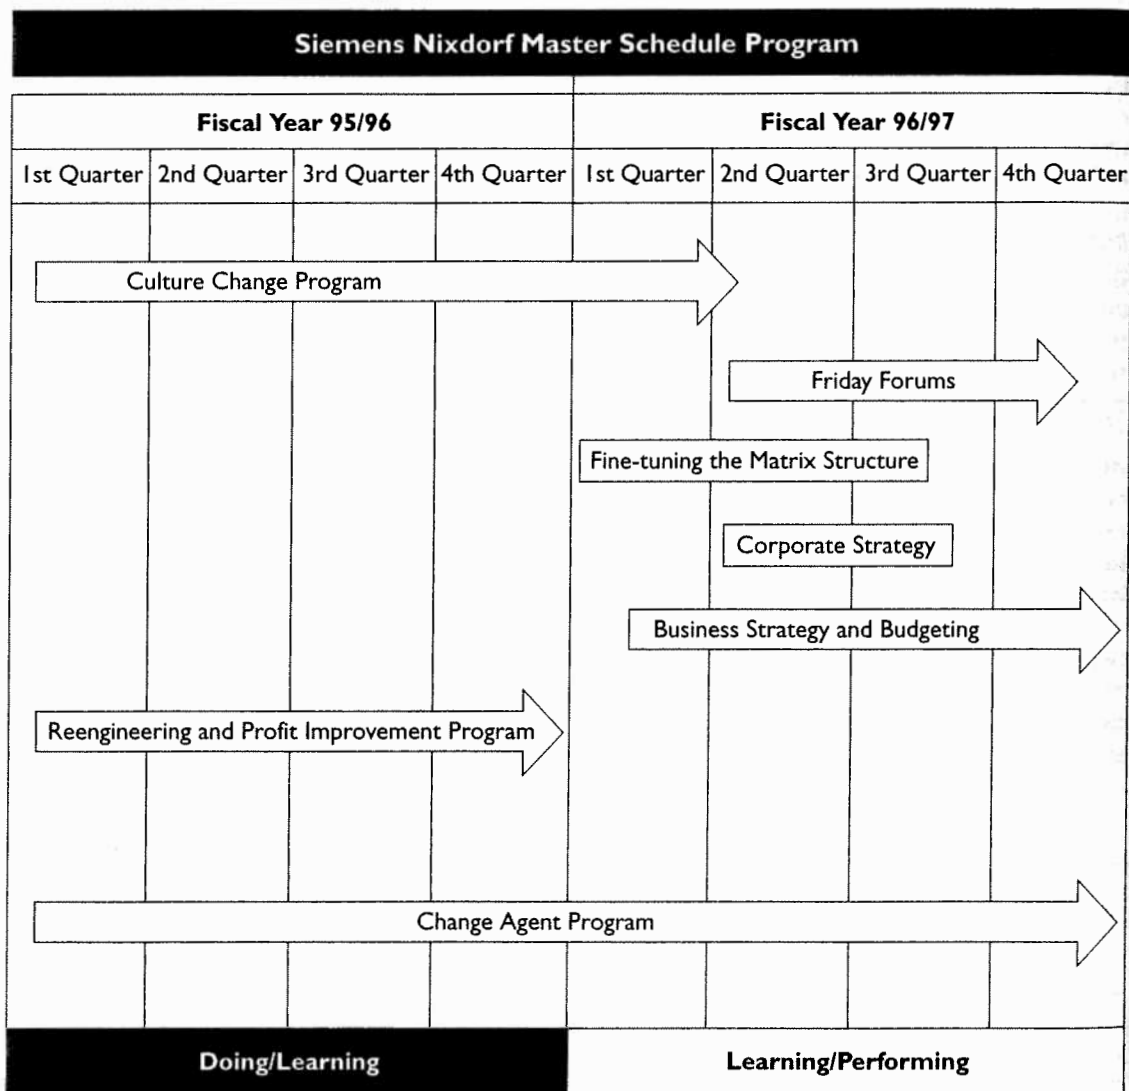 Siemens Nixdorf Master Schedule Program
Fiscal Year 95/96
Fiscal Year 96/97
1st Quarter
2nd Quarter
3rd Quarter
4th Quarter
1st Quarter
2nd Quarter
3rd Quarter
4th Quarter
Culture Change Program
Friday Forums
Fine-tuning the Matrix Structure
Corporate Strategy
Business Strategy and Budgeting
Reengineering and Profit Improvement Program
Change Agent Program
Doing/Learning
Learning/Performing